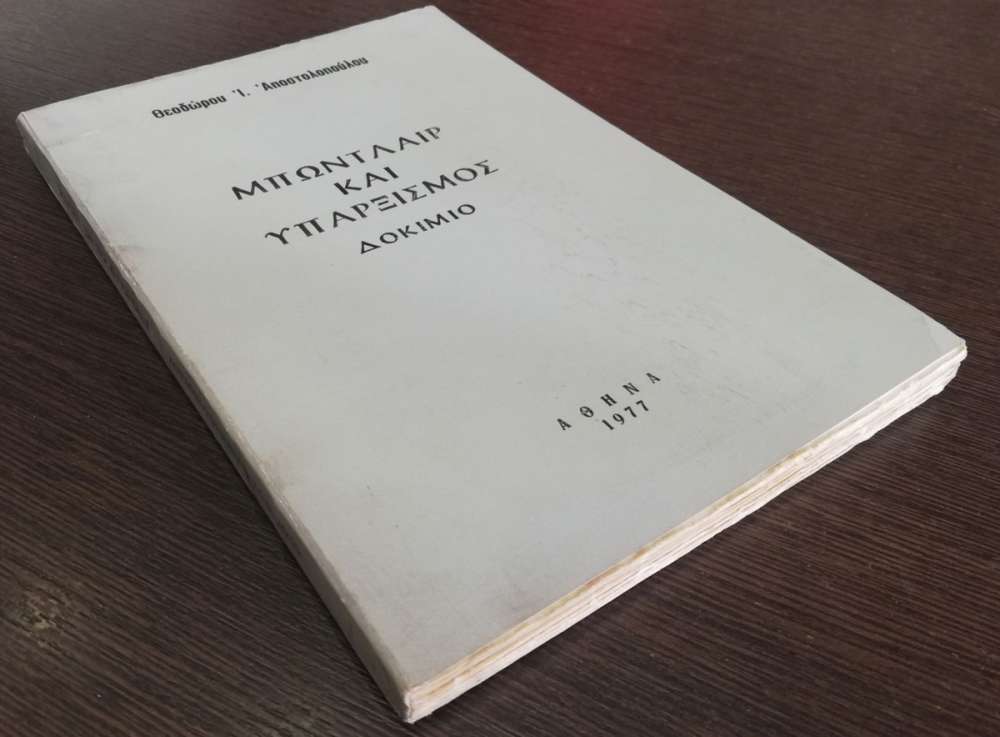 Θεοδώρου Ἰ. Ἀποστολοπούλου
ΜΠΩΝΤΛΑΙΡ
ΚΑΙ
ΥΠΑΡΞΙΣΜΟΣ
ΔΟΚΙΜΙΟ
ΑΘΗΝΑ
1977